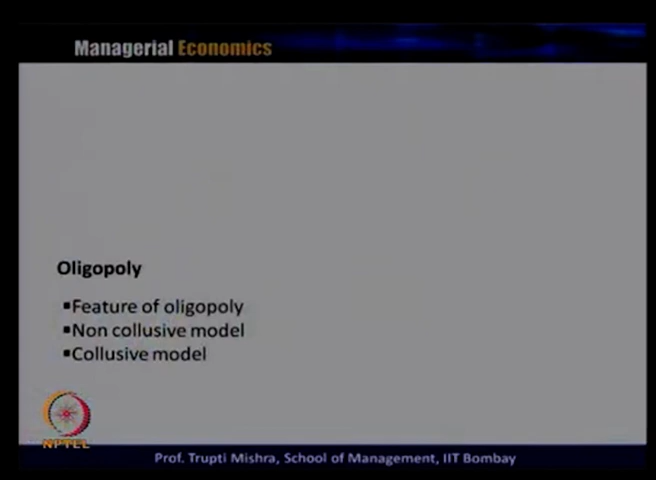 Managerial Economics
Oligopoly
▪Feature of oligopoly
▪Non collusive model
▪Collusive model
NPTEL
Prof. Trupti Mishra, School of Management, IIT Bombay